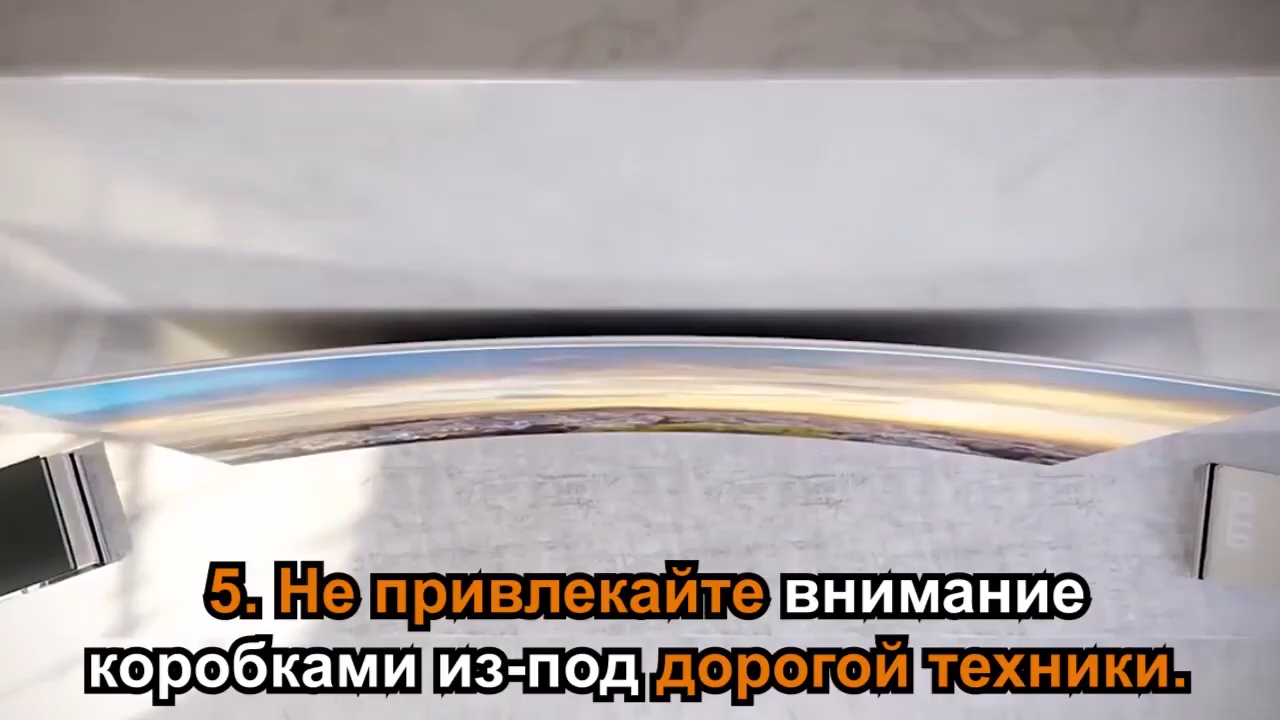 5. Не привлекайте внимание
коробками из-под дорогой техники.